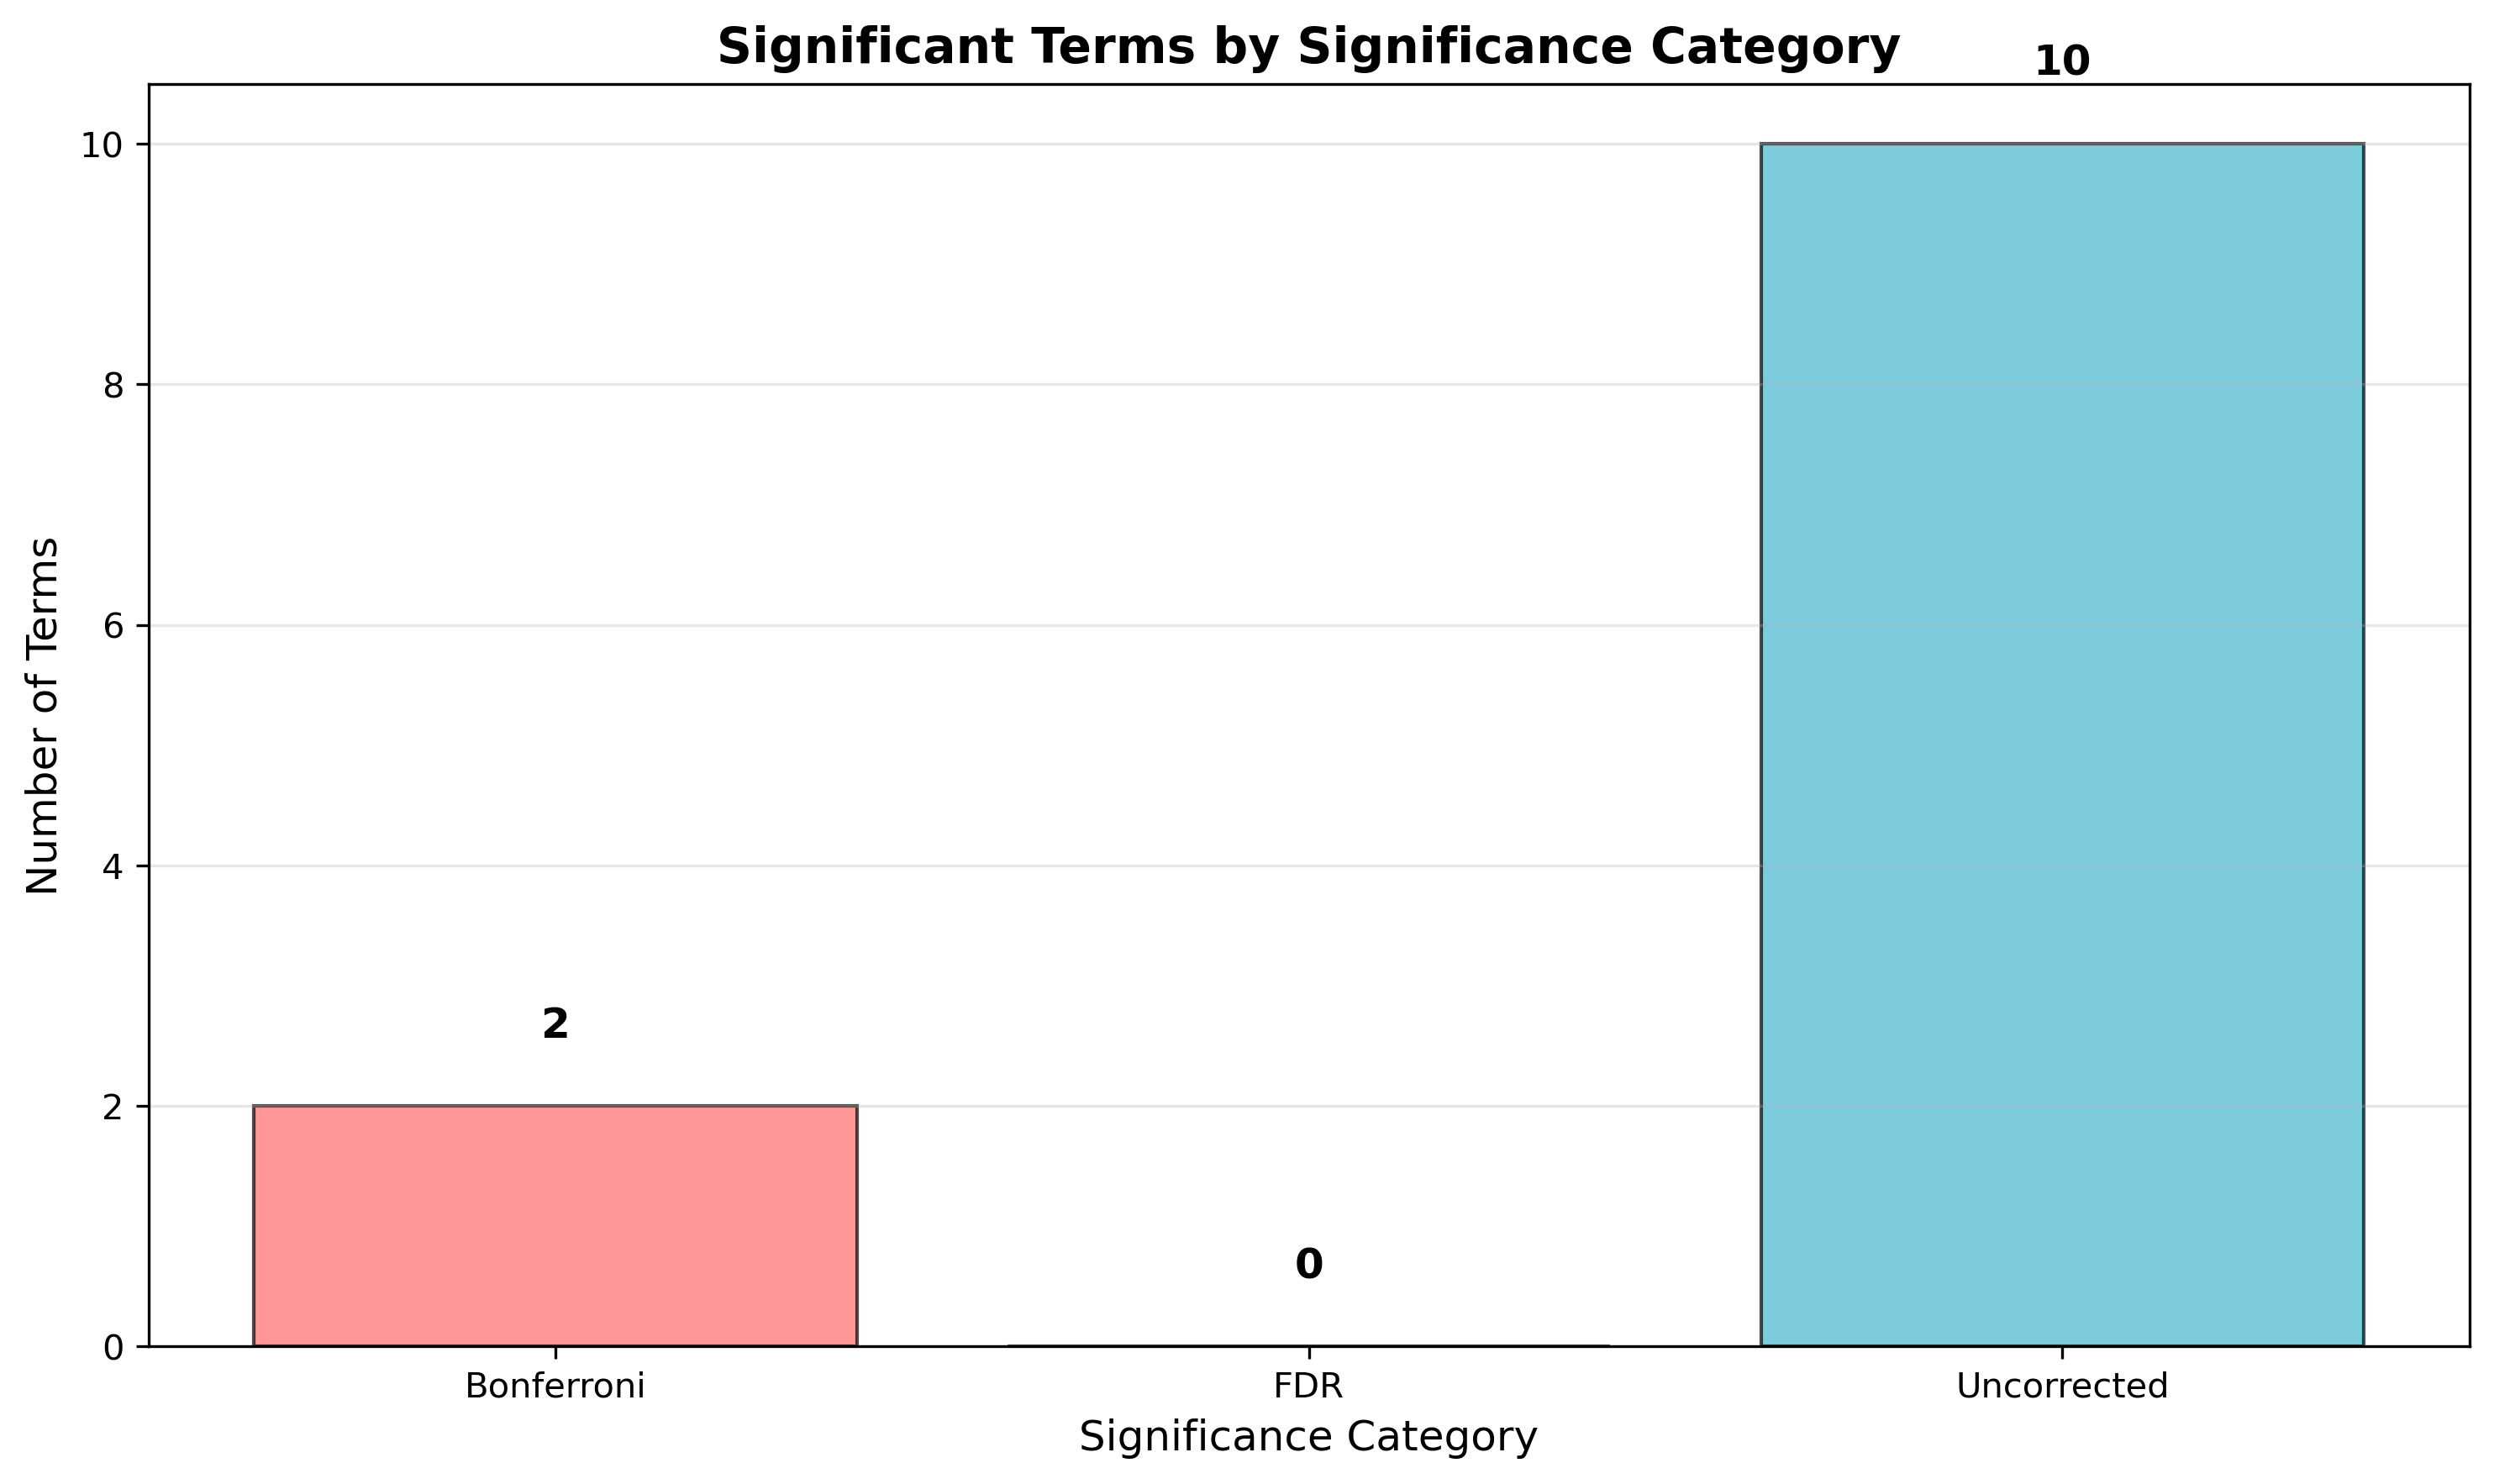 Significant Terms by Significance Category
10
10
8
6
4
2
0
Number of Terms
2
0
Bonferroni
FDR
Uncorrected
Significance Category